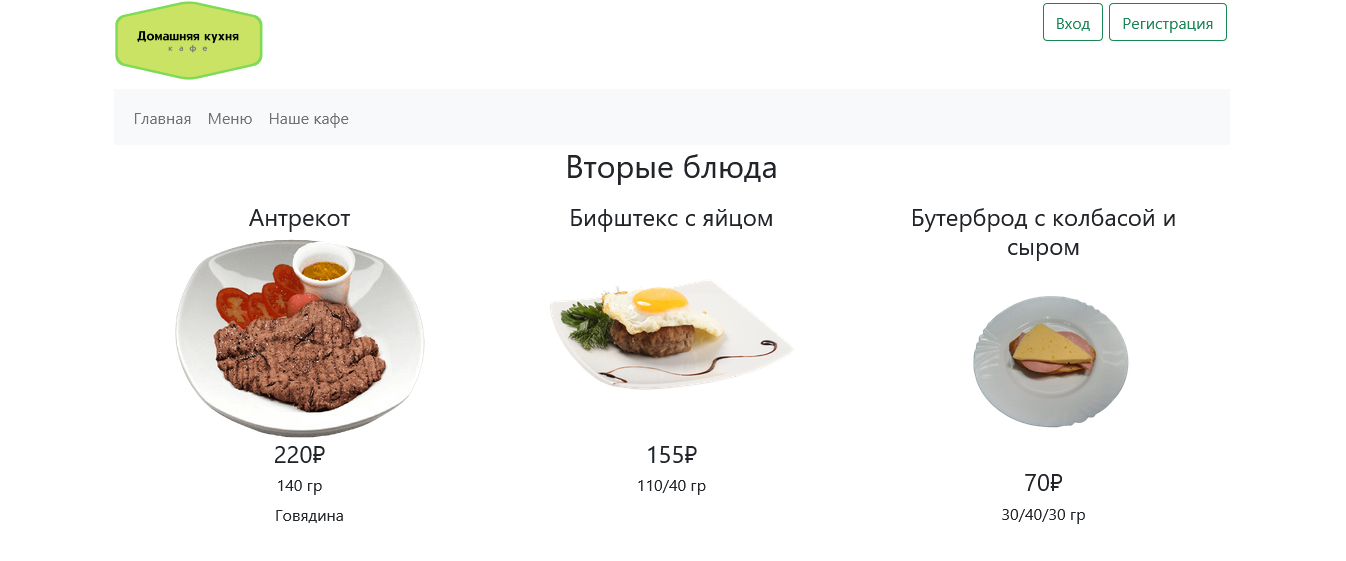 Домашняя кухня
кафе
Вход
Регистрация
Главная
Меню
Наше кафе
Вторые блюда
Антрекот
220₽
140 гр
Говядина
Бифштекс с яйцом
155₽
110/40 гр
Бутерброд с колбасой и
сыром
70₽
30/40/30 гр